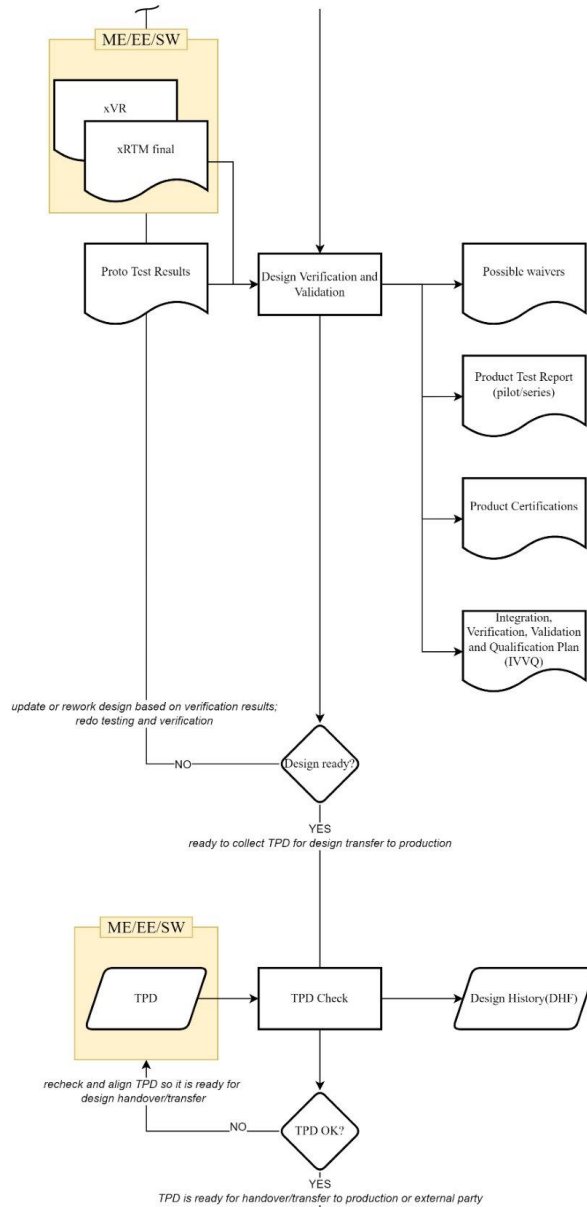 ME/EE/SW
xVR
xRTM final
Proto Test Results
Design Verification and
Validation
Possible waivers
Product Test Report
(pilot/series)
Product Certifications
Integration,
Verification, Validation
and Qualification Plan
(IVVQ)
update or rework design based on verification results;
redo testing and verification
NO
Design ready?
YES
ready to collect TPD for design transfer to production
ME/EE/SW
TPD
TPD Check
Design History(DHF)
recheck and align TPD so it is ready for
design handover/transfer
NO
TPD OK?
YES
TPD is ready for handover/transfer to production or external party